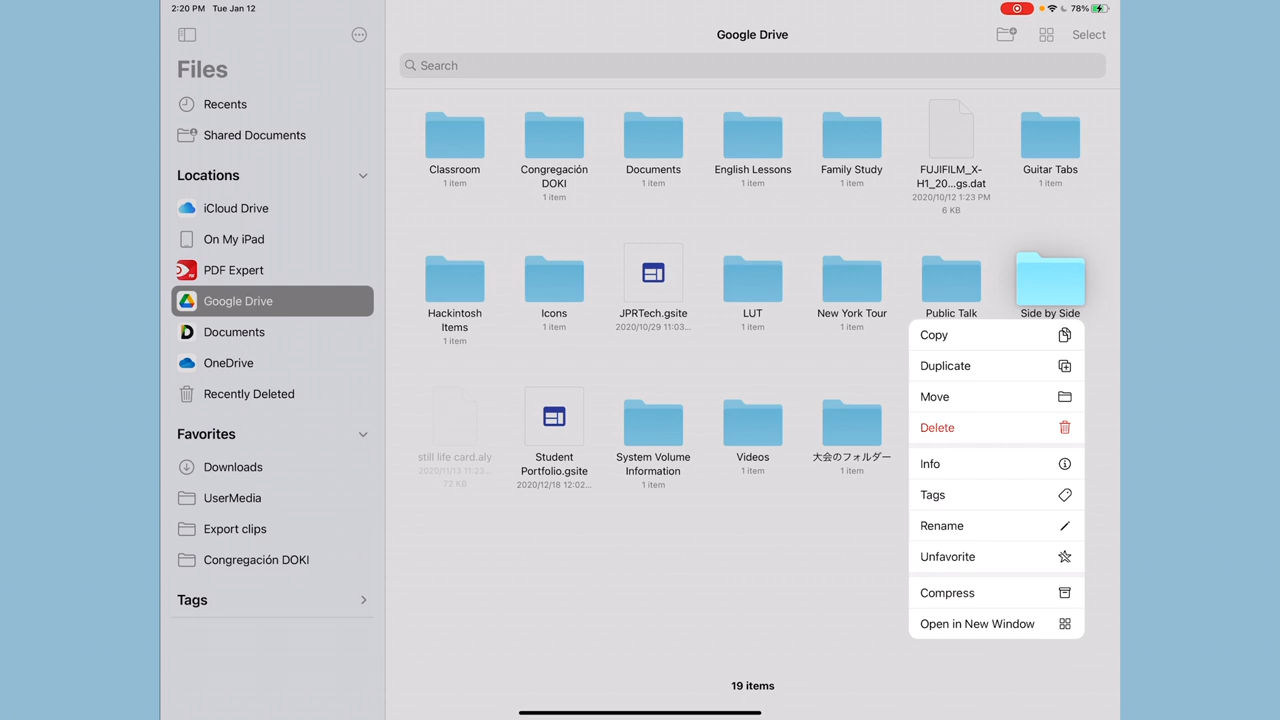 2:20 PM Tue Jan 12
78%
Files
Recents
Shared Documents
Locations
iCloud Drive
On My iPad
PDF Expert
Google Drive
Documents
OneDrive
Recently Deleted
Favorites
Downloads
UserMedia
Export clips
Congregación DOKI
Tags
Google Drive
Select
Search
Classroom
1 item
Congregación
DOKI
1 item
Documents
1 item
English Lessons
1 item
Family Study
1 item
FUJIFILM_X-
H1_20...gs.dat
2020/10/12 1:23 PM
6 KB
Guitar Tabs
1 item
Hackintosh
Items
1 item
Icons
1 item
JPRTech.gsite
2020/10/29 11:03...
LUT
1 item
New York Tour
1 item
Public Talk
Side by Side
still life card.aly
2020/11/13 11:23...
72 KB
Student
Portfolio.gsite
2020/12/18 12:02...
System Volume
Information
1 item
Videos
1 item
大会のフォルダー
1 item
Copy
Duplicate
Move
Delete
Info
Tags
Rename
Unfavorite
Compress
Open in New Window
19 items